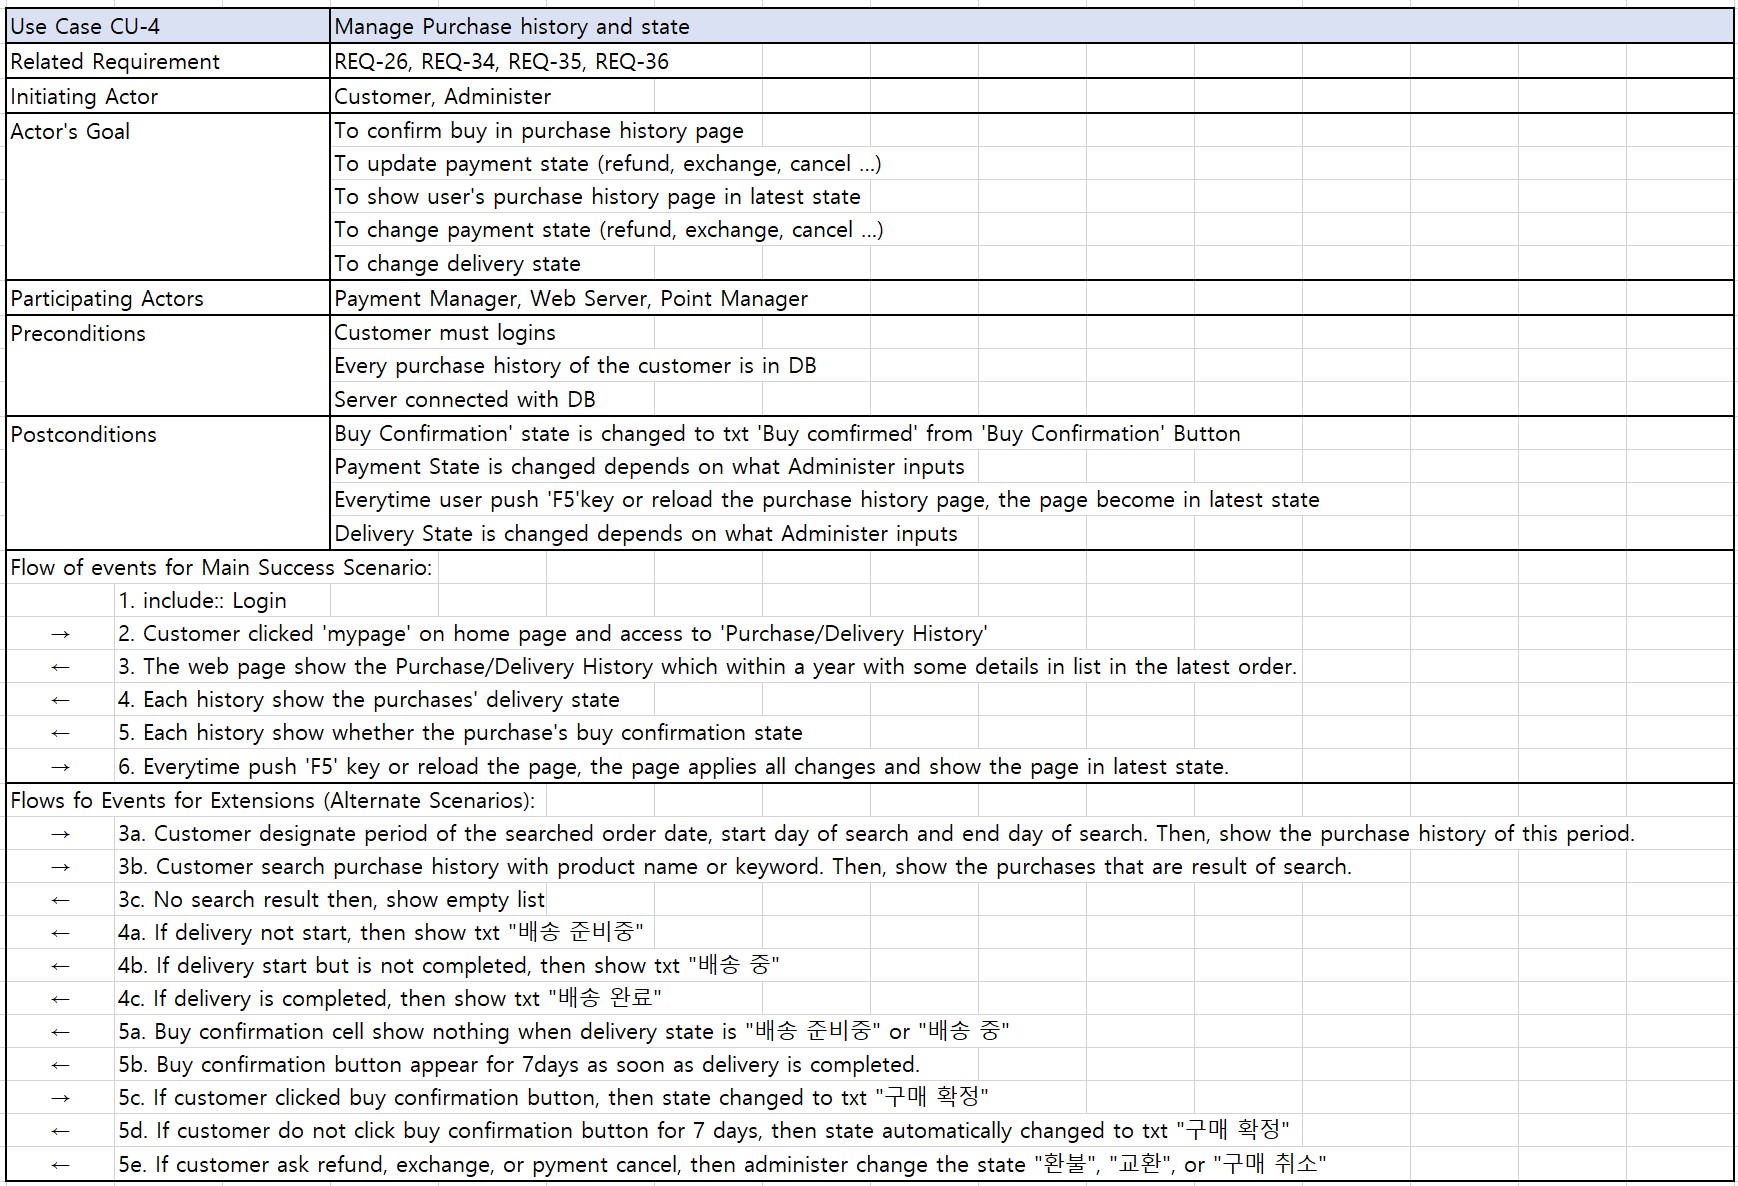 Use Case CU-4 Manage Purchase history and state
Related Requirement REQ-26, REQ-34, REQ-35, REQ-36
Initiating Actor Customer, Administer
Actor's Goal To confirm buy in purchase history page
To update payment state (refund, exchange, cancel ...)
To show user's purchase history page in latest state
To change payment state (refund, exchange, cancel ...)
To change delivery state
Participating Actors Payment Manager, Web Server, Point Manager
Preconditions Customer must logins
Every purchase history of the customer is in DB
Server connected with DB
Postconditions Buy Confirmation' state is changed to txt 'Buy comfirmed' from 'Buy Confirmation' Button
Payment State is changed depends on what Administer inputs
Everytime user push 'F5'key or reload the purchase history page, the page become in latest state
Delivery State is changed depends on what Administer inputs
Flow of events for Main Success Scenario:
1. include:: Login
→ 2. Customer clicked 'mypage' on home page and access to 'Purchase/Delivery History'
← 3. The web page show the Purchase/Delivery History which within a year with some details in list in the latest order.
← 4. Each history show the purchases' delivery state
← 5. Each history show whether the purchase's buy confirmation state
→ 6. Everytime push 'F5' key or reload the page, the page applies all changes and show the page in latest state.
Flows fo Events for Extensions (Alternate Scenarios):
→ 3a. Customer designate period of the searched order date, start day of search and end day of search. Then, show the purchase history of this period.
→ 3b. Customer search purchase history with product name or keyword. Then, show the purchases that are result of search.
← 3c. No search result then, show empty list
← 4a. If delivery not start, then show txt "배송 준비중"
← 4b. If delivery start but is not completed, then show txt "배송 중"
← 4c. If delivery is completed, then show txt "배송 완료"
← 5a. Buy confirmation cell show nothing when delivery state is "배송 준비중" or "배송 중"
← 5b. Buy confirmation button appear for 7days as soon as delivery is completed.
→ 5c. If customer clicked buy confirmation button, then state changed to txt "구매 확정"
← 5d. If customer do not click buy confirmation button for 7 days, then state automatically changed to txt "구매 확정"
← 5e. If customer ask refund, exchange, or pyment cancel, then administer change the state "환불", "교환", or "구매 취소"